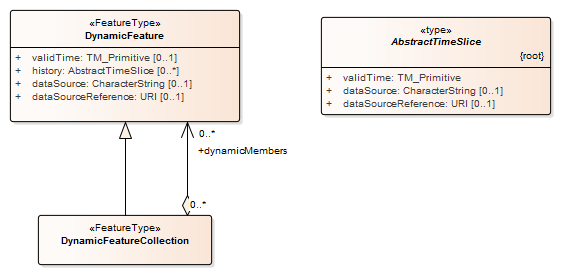 «FeatureType»
DynamicFeature
+ validTime: TM_Primitive [0..1]
+ history: AbstractTimeSlice [0..*]
+ dataSource: CharacterString [0..1]
+ dataSourceReference: URI [0..1]
«type»
AbstractTimeSlice
{root}
+ validTime: TM_Primitive
+ dataSource: CharacterString [0..1]
+ dataSourceReference: URI [0..1]
0..*
+dynamicMembers
0..*
«FeatureType»
DynamicFeatureCollection